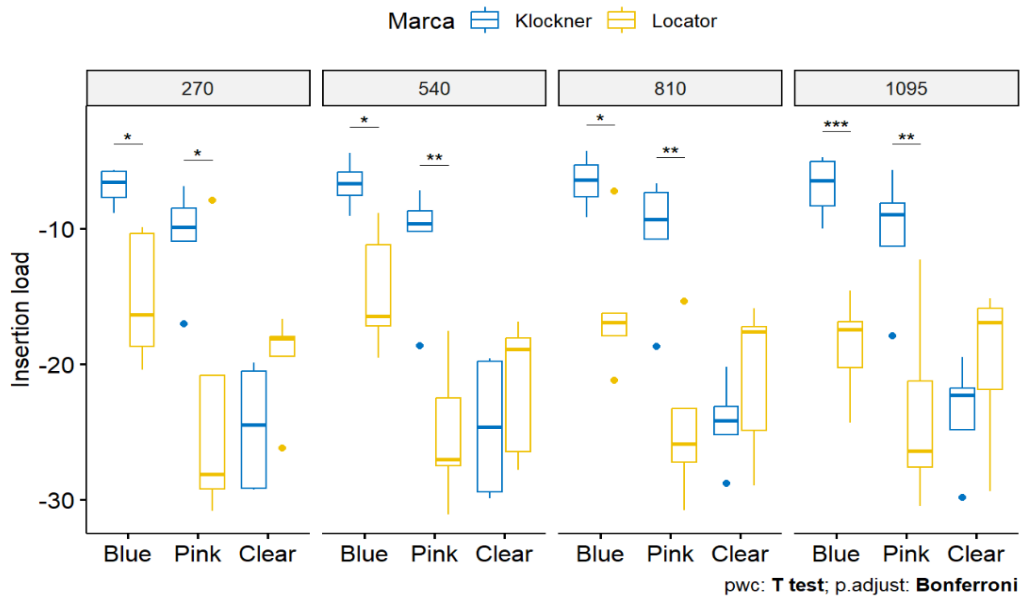 Marca Klockner Locator
270 540 810 1095
* * * ** * ** *** **
-10
-20
-30
Insertion load
Blue Pink Clear Blue Pink Clear Blue Pink Clear Blue Pink Clear
pwc: T test; p.adjust: Bonferroni